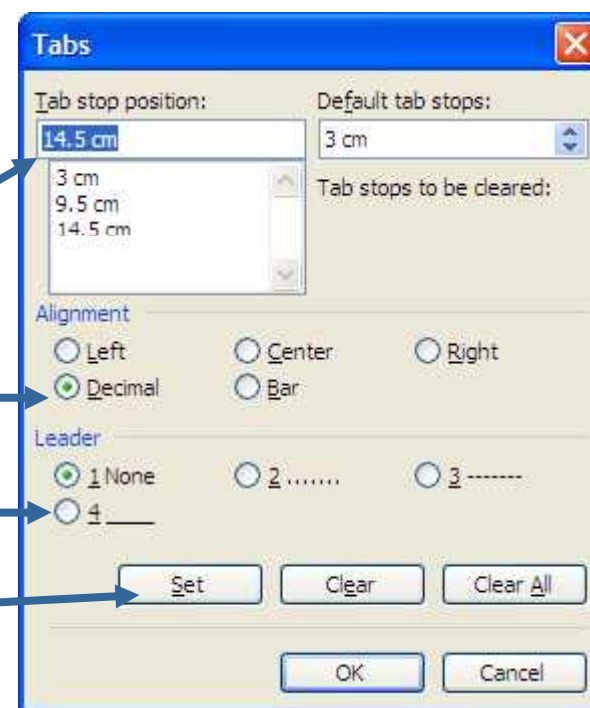 Tabs
Tab stop position: Default tab stops:
14.5 cm 3 cm
3 cm Tab stops to be cleared:
9.5 cm
14.5 cm
Alignment
Left Center Right
Decimal Bar
Leader
1 None 2 ....... 3 -------
4 ____
Set Clear Clear All
OK Cancel